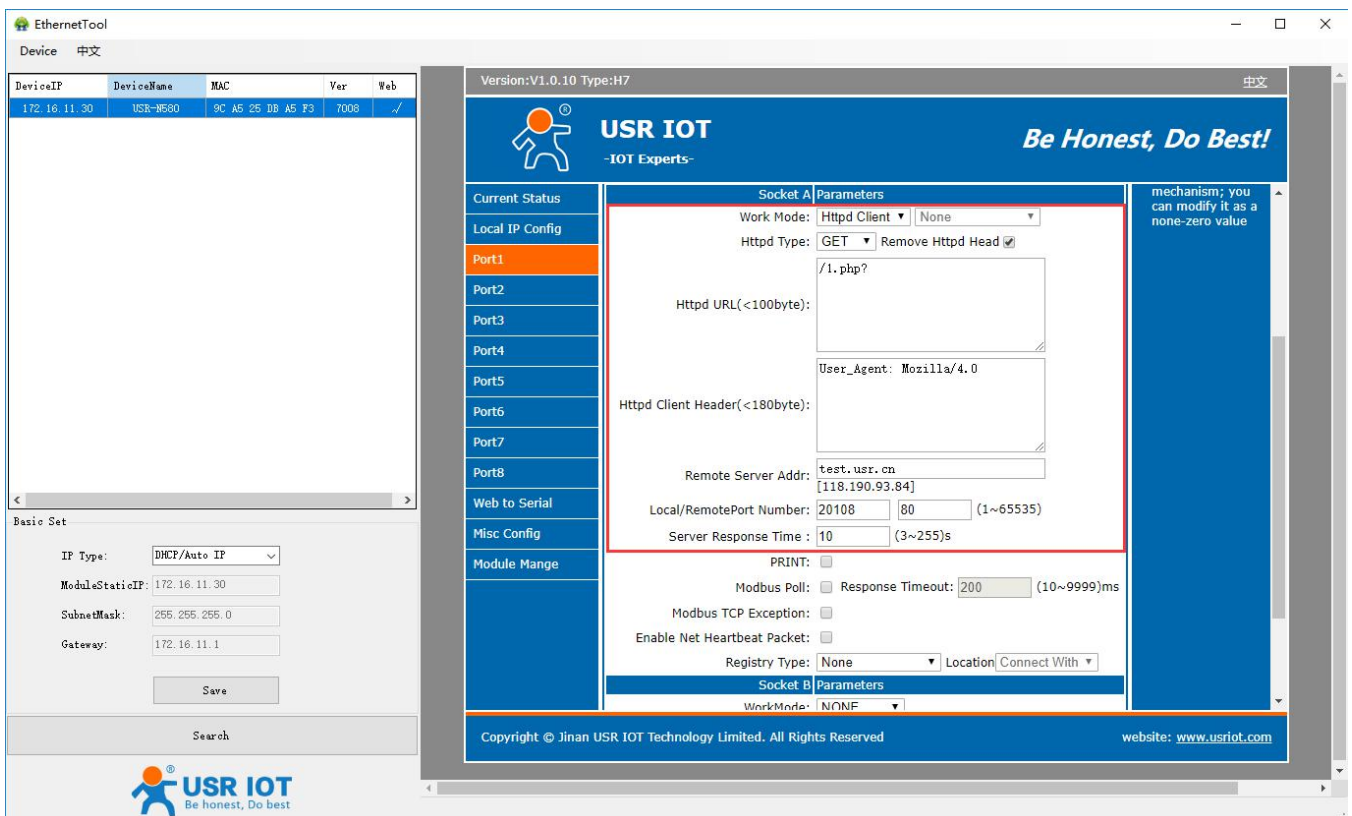 EthernetTool
Device 中文
DeviceIP DeviceName MAC Ver Web
172.16.11.30 USR-N580 9C A5 25 DB A5 F3 7008 √
Basic Set
IP Type: DHCP/Auto IP
ModuleStaticIP: 172.16.11.30
SubnetMask: 255.255.255.0
Gateway: 172.16.11.1
Save
Search
®
USR IOT
Be honest, Do best
Version:V1.0.10 Type:H7 中文
®
USR IOT
-IOT Experts-
Be Honest, Do Best!
Current Status
Local IP Config
Port1
Port2
Port3
Port4
Port5
Port6
Port7
Port8
Web to Serial
Misc Config
Module Mange
Socket A Parameters
Work Mode: Httpd Client None
Httpd Type: GET Remove Httpd Head
Httpd URL(<100byte): /1.php?
Httpd Client Header(<180byte): User_Agent: Mozilla/4.0
Remote Server Addr: test.usr.cn
[118.190.93.84]
Local/RemotePort Number: 20108 80 (1~65535)
Server Response Time : 10 (3~255)s
PRINT:
Modbus Poll: Response Timeout: 200 (10~9999)ms
Modbus TCP Exception:
Enable Net Heartbeat Packet:
Registry Type: None Location Connect With
Socket B Parameters
WorkMode: NONE
mechanism; you
can modify it as a
none-zero value
Copyright © Jinan USR IOT Technology Limited. All Rights Reserved website: www.usriot.com